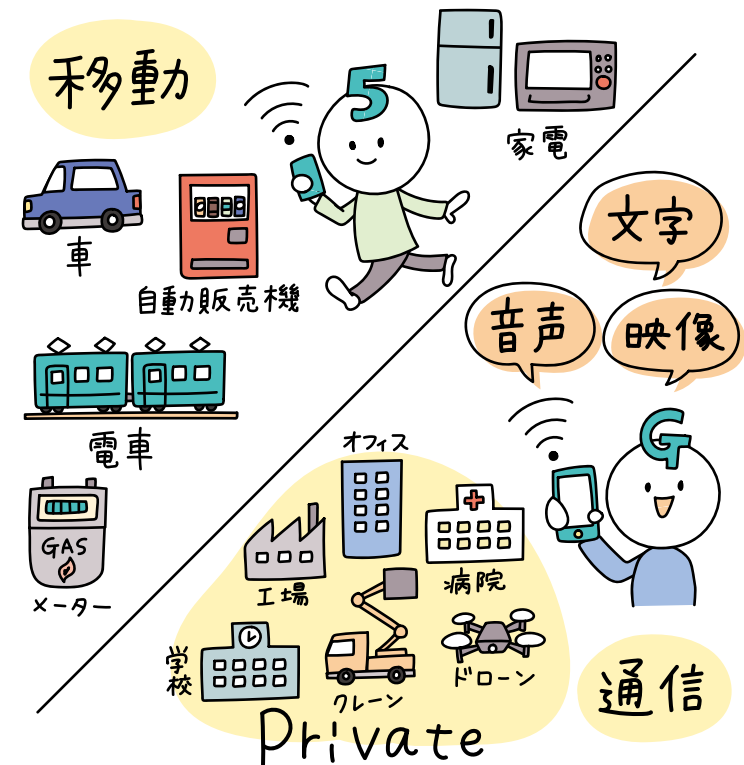 移動
5
家電
車
自動販売機
電車
GAS
メーター
文字
音声
映像
G
オフィス
工場
病院
学校
クレーン
ドローン
Private
通信